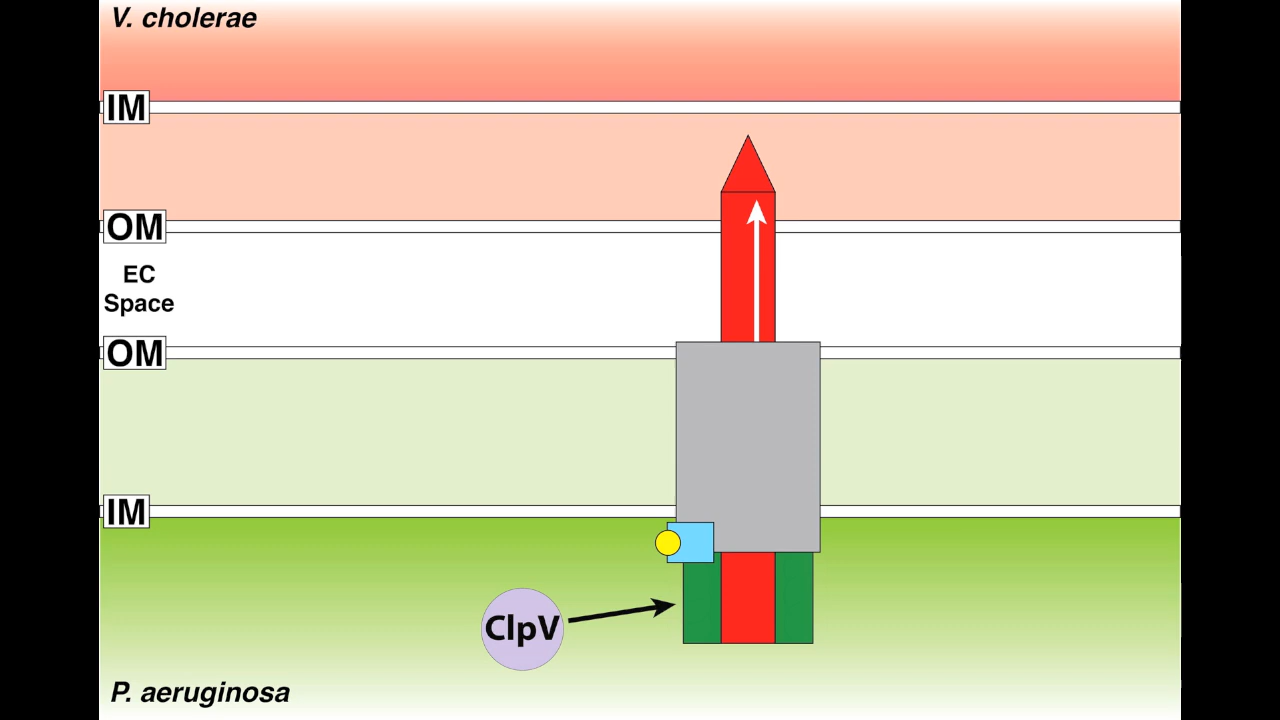 V. cholerae
IM
OM
EC
Space
OM
IM
ClpV
P. aeruginosa